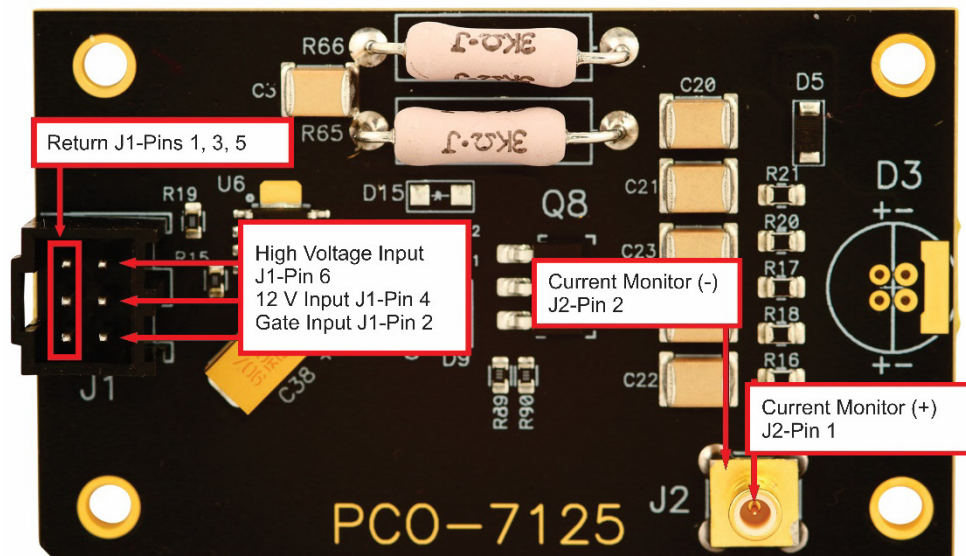 R66
3KΩ·J
C3
R65
3KΩ·J
C20
D5
Return J1-Pins 1, 3, 5
R19
U6
D15
C21
R21
D3
Q8
R20
+ -
High Voltage Input
J1-Pin 6
12 V Input J1-Pin 4
Gate Input J1-Pin 2
R15
C23
R17
Current Monitor (-)
J2-Pin 2
R18
D9
C38
C22
R16
+ -
J1
R89
R90
Current Monitor (+)
J2-Pin 1
J2
PCO-7125